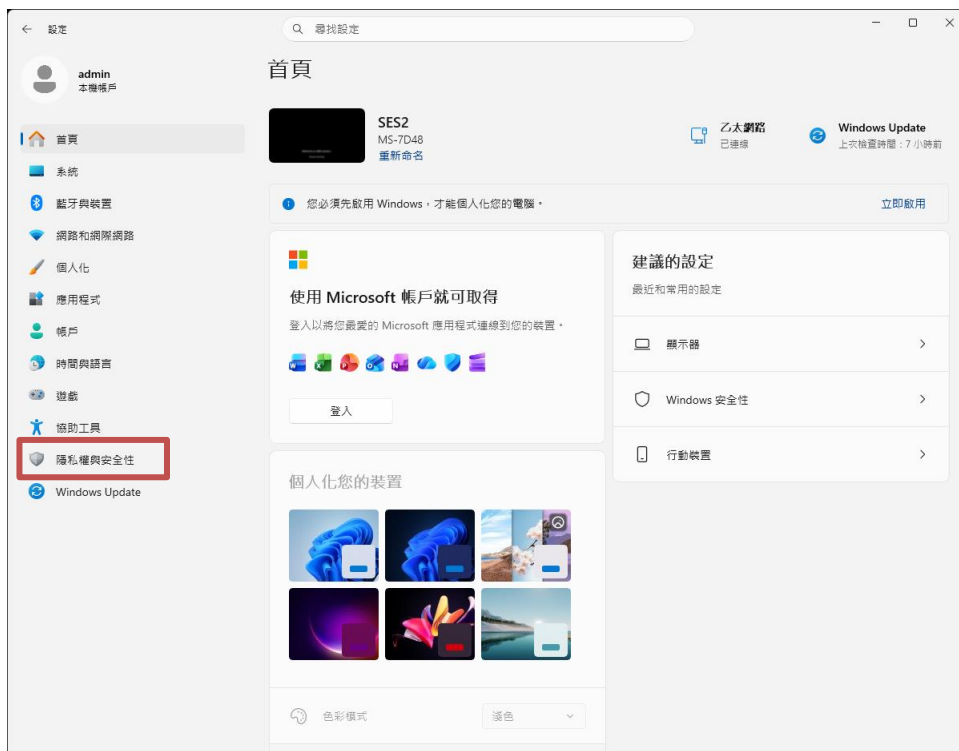 設定
尋找設定
admin
本機帳戶
首頁
系統
藍牙與裝置
網路和網際網路
個人化
應用程式
帳戶
時間與語言
遊戲
協助工具
隱私權與安全性
Windows Update
首頁
SES2
MS-7D48
重新命名
乙太網路
已連線
Windows Update
上次檢查時間：7 小時前
您必須先啟用 Windows，才能個人化您的電腦。
立即啟用
使用 Microsoft 帳戶就可取得
登入以將您最愛的 Microsoft 應用程式連線到您的裝置。
登入
個人化您的裝置
色彩模式
淺色
建議的設定
最近和常用的設定
顯示器
Windows 安全性
行動裝置